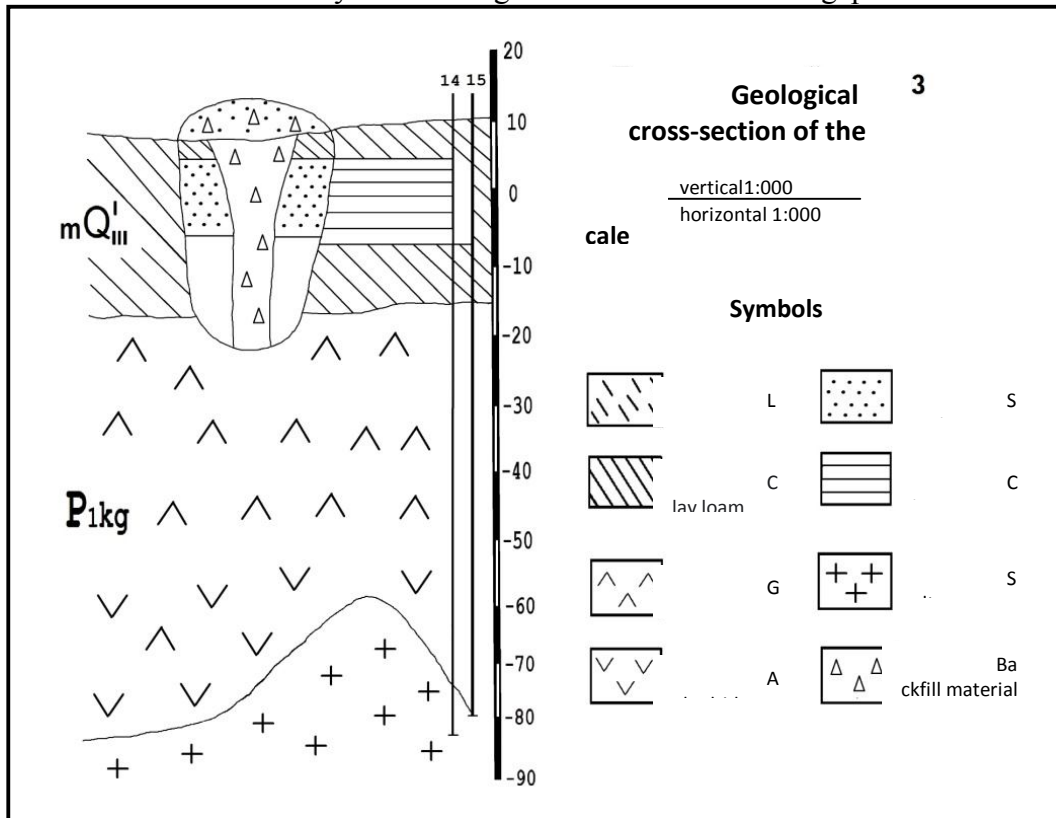 20
14 15
10
0
-10
-20
-30
-40
-50
-60
-70
-80
-90
mQ'III
P1kg
Geological
3
cross-section of the
vertical1:000
horizontal 1:000
cale
Symbols
L
S
C
lay loam
C
G
S
A
Ba
ckfill material